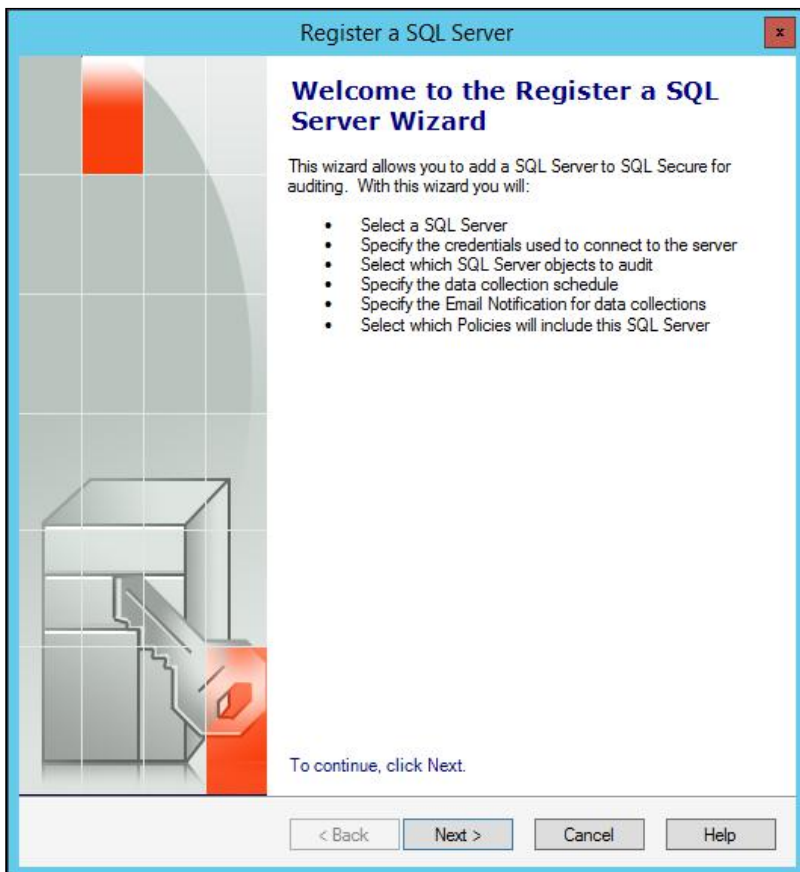 Register a SQL Server
x
Welcome to the Register a SQL
Server Wizard
This wizard allows you to add a SQL Server to SQL Secure for
auditing. With this wizard you will:
• Select a SQL Server
• Specify the credentials used to connect to the server
• Select which SQL Server objects to audit
• Specify the data collection schedule
• Specify the Email Notification for data collections
• Select which Policies will include this SQL Server
To continue, click Next.
< Back Next > Cancel Help